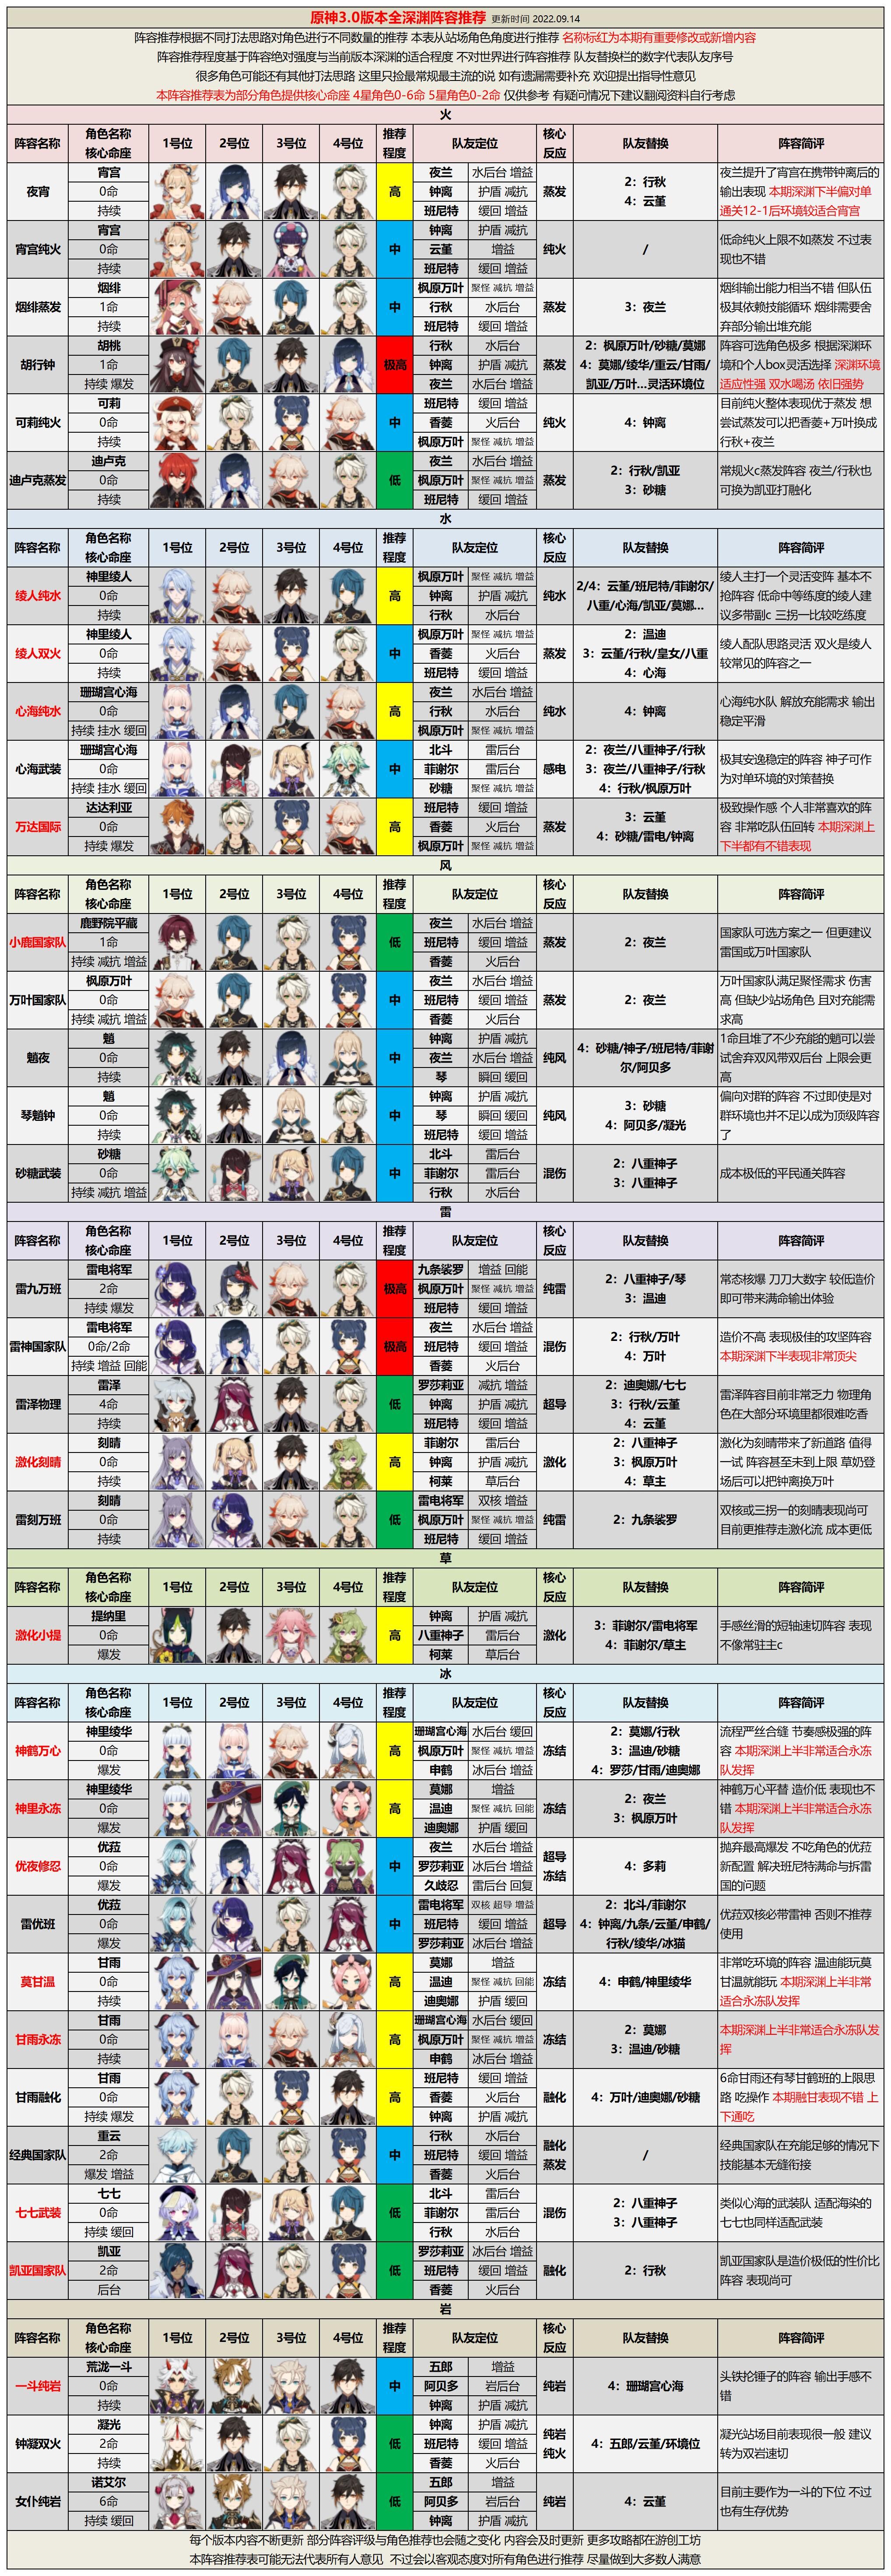 原神3.0版本全深渊阵容推荐 更新时间 2022.09.14
阵容推荐根据不同打法思路对角色进行不同数量的推荐 本表从站场角色角度进行推荐 名称标红为本期有重要修改或新增内容
阵容推荐程度基于阵容绝对强度与当前版本深渊的适合程度 不对世界进行阵容推荐 队友替换栏的数字代表队友序号
很多角色可能还有其他打法思路 这里只捡最常规最主流的说 如有遗漏需要补充 欢迎提出指导性意见
本阵容推荐表为部分角色提供核心命座 4星角色0-6命 5星角色0-2命 仅供参考 有疑问情况下建议翻阅资料自行考虑
火
阵容名称 角色名称 核心命座 1号位 2号位 3号位 4号位 推荐程度 队友定位 核心反应 队友替换 阵容简评
夜宵 宵宫 0命 持续 高 夜兰 水后台 增益 钟离 护盾 减抗 班尼特 缓回 增益 蒸发 2：行秋 4：云堇 夜兰提升了宵宫在携带钟离后的输出表现 本期深渊下半偏对单 通关12-1后环境较适合宵宫
宵宫纯火 宵宫 0命 持续 中 钟离 护盾 减抗 云堇 增益 班尼特 缓回 增益 纯火 / 低命纯火上限不如蒸发 不过表现也不错
烟绯蒸发 烟绯 1命 持续 中 枫原万叶 聚怪 减抗 增益 行秋 水后台 班尼特 缓回 增益 蒸发 3：夜兰 烟绯输出能力相当不错 但队伍极其依赖技能循环 烟绯需要舍弃部分输出堆充能
胡行钟 胡桃 0命 持续 爆发 极高 行秋 水后台 钟离 护盾 减抗 夜兰 水后台 增益 蒸发 2：枫原万叶/砂糖/莫娜 4：莫娜/绫华/重云/甘雨/凯亚/万叶...灵活环境位 阵容可选角色极多 根据深渊环境和个人box灵活选择 深渊环境适应性强 双水喝汤 依旧强势
可莉纯火 可莉 0命 持续 中 班尼特 缓回 增益 香菱 火后台 枫原万叶 聚怪 减抗 增益 纯火 4：钟离 目前纯火整体表现优于蒸发 想尝试蒸发可以把香菱+万叶换成行秋+夜兰
迪卢克蒸发 迪卢克 0命 持续 低 夜兰 水后台 增益 枫原万叶 聚怪 减抗 增益 班尼特 缓回 增益 蒸发 2：行秋/凯亚 3：砂糖 常规火c蒸发阵容 夜兰/行秋也可换为凯亚打融化
水
阵容名称 角色名称 核心命座 1号位 2号位 3号位 4号位 推荐程度 队友定位 核心反应 队友替换 阵容简评
绫人纯水 神里绫人 0命 持续 高 枫原万叶 聚怪 减抗 增益 钟离 护盾 减抗 行秋 水后台 纯水 2/4：云堇/班尼特/菲谢尔/八重/心海/凯亚/莫娜... 绫人主打一个灵活变阵 基本不抢阵容 低命中等练度的绫人建议多带副c 三拐一比较吃练度
绫人双火 神里绫人 0命 持续 中 枫原万叶 聚怪 减抗 增益 香菱 火后台 班尼特 缓回 增益 蒸发 2：温迪 3：云堇/行秋/皇女/八重 4：心海 绫人配队思路灵活 双火是绫人较常见的阵容之一
心海纯水 珊瑚宫心海 0命 持续 挂水 缓回 高 夜兰 水后台 增益 行秋 水后台 枫原万叶 聚怪 减抗 增益 纯水 4：钟离 心海纯水队 解放充能需求 输出稳定平滑
心海武装 珊瑚宫心海 0命 持续 挂水 缓回 中 北斗 雷后台 菲谢尔 雷后台 砂糖 聚怪 减抗 增益 感电 2：夜兰/八重神子/行秋 3：夜兰/八重神子/行秋 4：行秋/枫原万叶 极其安逸稳定的阵容 神子可作为对单环境的对策替换
万达国际 达达利亚 0命 持续 爆发 高 班尼特 缓回 增益 香菱 火后台 枫原万叶 聚怪 减抗 增益 蒸发 3：云堇 4：砂糖/雷电/钟离 极致操作感 个人非常喜欢的阵容 非常吃队伍回转 本期深渊上下半都有不错表现
风
阵容名称 角色名称 核心命座 1号位 2号位 3号位 4号位 推荐程度 队友定位 核心反应 队友替换 阵容简评
小鹿国家队 鹿野院平藏 1命 持续 减抗 增益 低 夜兰 水后台 增益 班尼特 缓回 增益 香菱 火后台 蒸发 2：夜兰 国家队可选方案之一 但更建议雷国或万叶国家队
万叶国家队 枫原万叶 0命 持续 减抗 增益 中 夜兰 水后台 增益 班尼特 缓回 增益 香菱 火后台 蒸发 2：夜兰 万叶国家队满足聚怪需求 伤害高 但缺少站场角色 且对充能需求高
魈夜 魈 0命 持续 中 钟离 护盾 减抗 夜兰 水后台 增益 琴 瞬回 缓回 纯风 4：砂糖/神子/班尼特/菲谢尔/阿贝多 1命且堆了不少充能的魈可以尝试舍弃双风带双后台 上限会更高
琴魈钟 魈 0命 持续 中 钟离 护盾 减抗 琴 瞬回 缓回 班尼特 缓回 增益 纯风 3：砂糖 4：阿贝多/凝光 偏向对群的阵容 不过即使是对群环境也并不足以成为顶级阵容了
砂糖武装 砂糖 0命 持续 减抗 增益 中 北斗 雷后台 菲谢尔 雷后台 行秋 水后台 混伤 2：八重神子 3：八重神子 成本极低的平民通关阵容
雷
阵容名称 角色名称 核心命座 1号位 2号位 3号位 4号位 推荐程度 队友定位 核心反应 队友替换 阵容简评
雷九万班 雷电将军 2命 持续 爆发 极高 九条裟罗 增益 回能 枫原万叶 聚怪 减抗 增益 班尼特 缓回 增益 纯雷 2：八重神子/琴 3：温迪 常态核爆 刀刀大数字 较低造价即可带来满命输出体验
雷神国家队 雷电将军 0命/2命 持续 增益 回能 极高 夜兰 水后台 增益 班尼特 缓回 增益 香菱 火后台 混伤 2：行秋/万叶 4：万叶 造价不高 表现极佳的攻坚阵容 本期深渊下半表现非常顶尖
雷泽物理 雷泽 4命 持续 低 罗莎莉亚 减抗 增益 钟离 护盾 减抗 班尼特 缓回 增益 超导 2：迪奥娜/七七 3：行秋/云堇 4：云堇 雷泽阵容目前非常乏力 物理角色在大部分环境里都很难吃香
激化刻晴 刻晴 0命 持续 高 菲谢尔 雷后台 钟离 护盾 减抗 柯莱 草后台 激化 2：八重神子 3：枫原万叶 4：草主 激化为刻晴带来了新道路 值得一试 阵容甚至未到上限 草奶登场后可以把钟离换万叶
雷刻万班 刻晴 0命 持续 低 雷电将军 双核 增益 枫原万叶 聚怪 减抗 增益 班尼特 缓回 增益 纯雷 2：九条裟罗 双核或三拐一的刻晴表现尚可 目前更推荐走激化流 成本更低
草
阵容名称 角色名称 核心命座 1号位 2号位 3号位 4号位 推荐程度 队友定位 核心反应 队友替换 阵容简评
激化小提 提纳里 0命 爆发 高 钟离 护盾 减抗 八重神子 雷后台 柯莱 草后台 激化 3：菲谢尔/雷电将军 4：菲谢尔/草主 手感丝滑的短轴速切阵容 表现不像常驻主c
冰
阵容名称 角色名称 核心命座 1号位 2号位 3号位 4号位 推荐程度 队友定位 核心反应 队友替换 阵容简评
神鹤万心 神里绫华 0命 爆发 高 珊瑚宫心海 水后台 缓回 枫原万叶 聚怪 减抗 增益 申鹤 冰后台 增益 冻结 2：莫娜/行秋 3：温迪/砂糖 4：罗莎/甘雨/迪奥娜 流程严丝合缝 节奏感极强的阵容 本期深渊上半非常适合永冻队发挥
神里永冻 神里绫华 0命 爆发 高 莫娜 增益 温迪 聚怪 减抗 回能 迪奥娜 护盾 缓回 冻结 2：夜兰 3：枫原万叶 神鹤万心平替 造价低 表现也不错 本期深渊上半非常适合永冻队发挥
优夜修忍 优菈 0命 爆发 中 夜兰 水后台 增益 罗莎莉亚 冰后台 增益 久歧忍 雷后台 回复 超导 冻结 4：多莉 抛弃最高爆发 不吃角色的优菈新配置 解决班尼特满命与拆雷国的问题
雷优班 优菈 0命 爆发 中 雷电将军 双核 超导 增益 班尼特 缓回 增益 罗莎莉亚 冰后台 增益 超导 2：北斗/菲谢尔 4：钟离/九条/云堇/申鹤/行秋/绫华/冰猫 优菈双核必带雷神 否则不推荐使用
莫甘温 甘雨 0命 持续 高 莫娜 增益 温迪 聚怪 减抗 回能 迪奥娜 护盾 缓回 冻结 4：申鹤/神里绫华 非常吃环境的阵容 温迪能玩莫甘温就能玩 本期深渊上半非常适合永冻队发挥
甘雨永冻 甘雨 0命 持续 高 珊瑚宫心海 水后台 缓回 枫原万叶 聚怪 减抗 增益 申鹤 冰后台 增益 冻结 2：莫娜 3：温迪/砂糖 本期深渊上半非常适合永冻队发挥
甘雨融化 甘雨 0命 持续 爆发 高 班尼特 缓回 增益 香菱 火后台 钟离 护盾 减抗 融化 4：万叶/迪奥娜/砂糖 6命甘雨还有琴甘鹤班的上限思路 吃操作 本期融甘表现不错 上下通吃
经典国家队 重云 2命 爆发 增益 中 行秋 水后台 班尼特 缓回 增益 香菱 火后台 融化 蒸发 / 经典国家队在充能足够的情况下技能基本无缝衔接
七七武装 七七 0命 持续 缓回 低 北斗 雷后台 菲谢尔 雷后台 行秋 水后台 混伤 2：八重神子 3：八重神子 类似心海的武装队 适配海染的七七也同样适配武装
凯亚国家队 凯亚 2命 后台 低 罗莎莉亚 冰后台 增益 班尼特 缓回 增益 香菱 火后台 融化 2：行秋 凯亚国家队是造价极低的性价比阵容 表现尚可
岩
阵容名称 角色名称 核心命座 1号位 2号位 3号位 4号位 推荐程度 队友定位 核心反应 队友替换 阵容简评
一斗纯岩 荒泷一斗 0命 持续 中 五郎 增益 阿贝多 岩后台 钟离 护盾 减抗 纯岩 4：珊瑚宫心海 头铁抡锤子的阵容 输出手感不错
钟凝双火 凝光 2命 持续 低 钟离 护盾 减抗 班尼特 缓回 增益 香菱 火后台 纯岩 纯火 4：五郎/云堇/环境位 凝光站场目前表现很一般 建议转为双岩速切
女仆纯岩 诺艾尔 6命 持续 缓回 低 五郎 增益 阿贝多 岩后台 钟离 护盾 减抗 纯岩 4：云堇 目前主要作为一斗的下位 不过也有生存优势
每个版本内容不断更新 部分阵容评级与角色推荐也会随之变化 内容会及时更新 更多攻略都在游创工坊
本阵容推荐表可能无法代表所有人意见 不过会以客观态度对所有角色进行推荐 尽量做到大多数人满意